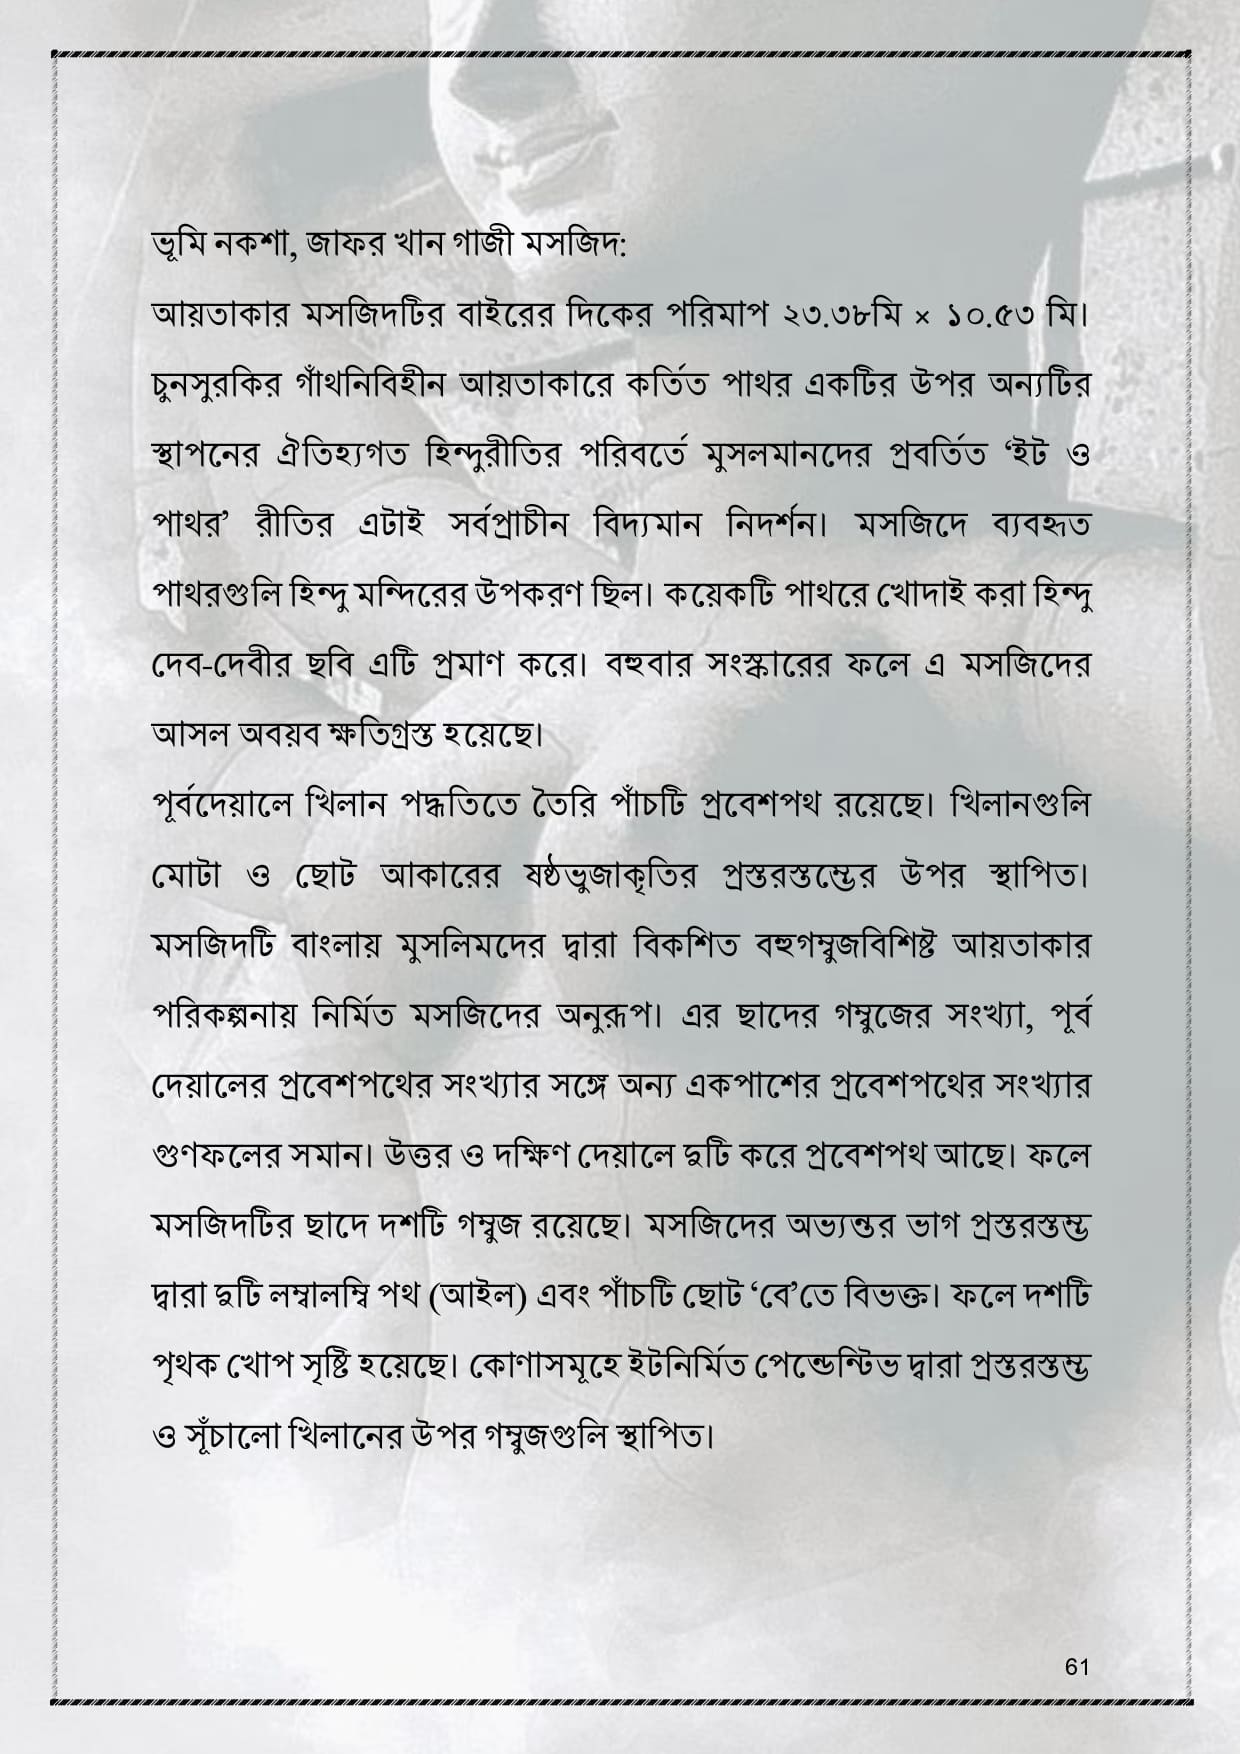 ভূমি নকশা, জাফর খান গাজী মসজিদ:
আয়তাকার মসজিদটির বাইরের দিকের পরিমাপ ২৩.৩৮মি × ১০.৫৩ মি।
চুনসুরকির গাঁথনিবিহীন আয়তাকারে কর্তিত পাথর একটির উপর অন্যটির
স্থাপনের ঐতিহ্যগত হিন্দুরীতির পরিবর্তে মুসলমানদের প্রবর্তিত ‘ইট ও
পাথর’ রীতির এটাই সর্বপ্রাচীন বিদ্যমান নিদর্শন। মসজিদে ব্যবহৃত
পাথরগুলি হিন্দু মন্দিরের উপকরণ ছিল। কয়েকটি পাথরে খোদাই করা হিন্দু
দেব-দেবীর ছবি এটি প্রমাণ করে। বহুবার সংস্কারের ফলে এ মসজিদের
আসল অবয়ব ক্ষতিগ্রস্ত হয়েছে।
পূর্বদেয়ালে খিলান পদ্ধতিতে তৈরি পাঁচটি প্রবেশপথ রয়েছে। খিলানগুলি
মোটা ও ছোট আকারের ষষ্ঠভুজাকৃতির প্রস্তরস্তম্ভের উপর স্থাপিত।
মসজিদটি বাংলায় মুসলিমদের দ্বারা বিকশিত বহুগম্বুজবিশিষ্ট আয়তাকার
পরিকল্পনায় নির্মিত মসজিদের অনুরূপ। এর ছাদের গম্বুজের সংখ্যা, পূর্ব
দেয়ালের প্রবেশপথের সংখ্যার সঙ্গে অন্য একপাশের প্রবেশপথের সংখ্যার
গুণফলের সমান। উত্তর ও দক্ষিণ দেয়ালে দুটি করে প্রবেশপথ আছে। ফলে
মসজিদটির ছাদে দশটি গম্বুজ রয়েছে। মসজিদের অভ্যন্তর ভাগ প্রস্তরস্তম্ভ
দ্বারা দুটি লম্বালম্বি পথ (আইল) এবং পাঁচটি ছোট ‘বে’তে বিভক্ত। ফলে দশটি
পৃথক খোপ সৃষ্টি হয়েছে। কোণাসমূহে ইটনির্মিত পেন্ডেন্টিভ দ্বারা প্রস্তরস্তম্ভ
ও সূঁচালো খিলানের উপর গম্বুজগুলি স্থাপিত।
61